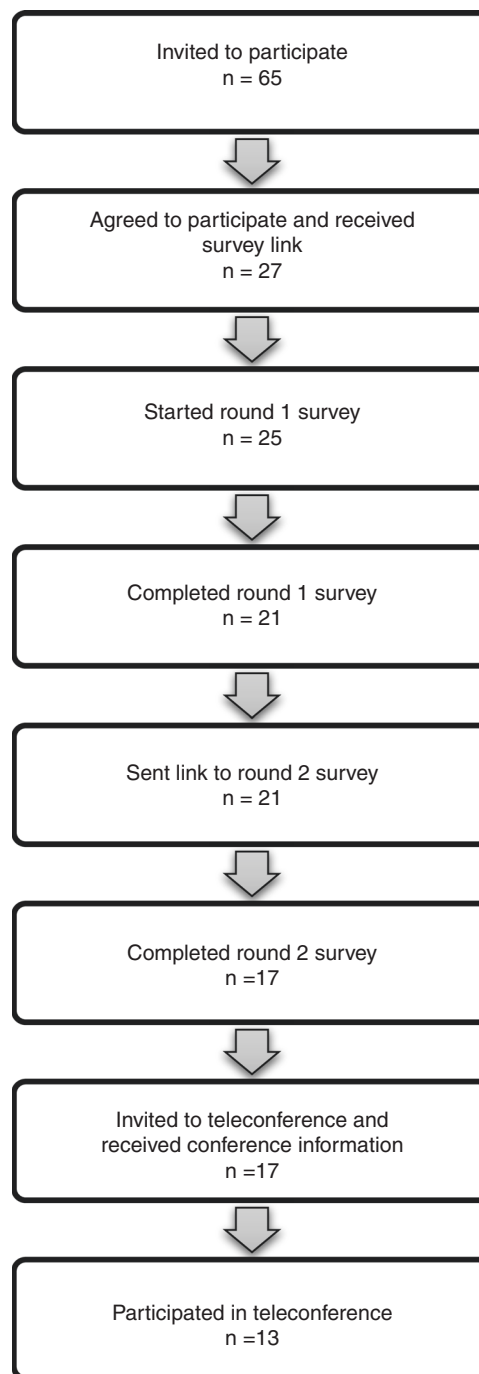 Invited to participate
n = 65
Agreed to participate and received
survey link
n = 27
Started round 1 survey
n = 25
Completed round 1 survey
n = 21
Sent link to round 2 survey
n = 21
Completed round 2 survey
n =17
Invited to teleconference and
received conference information
n =17
Participated in teleconference
n =13